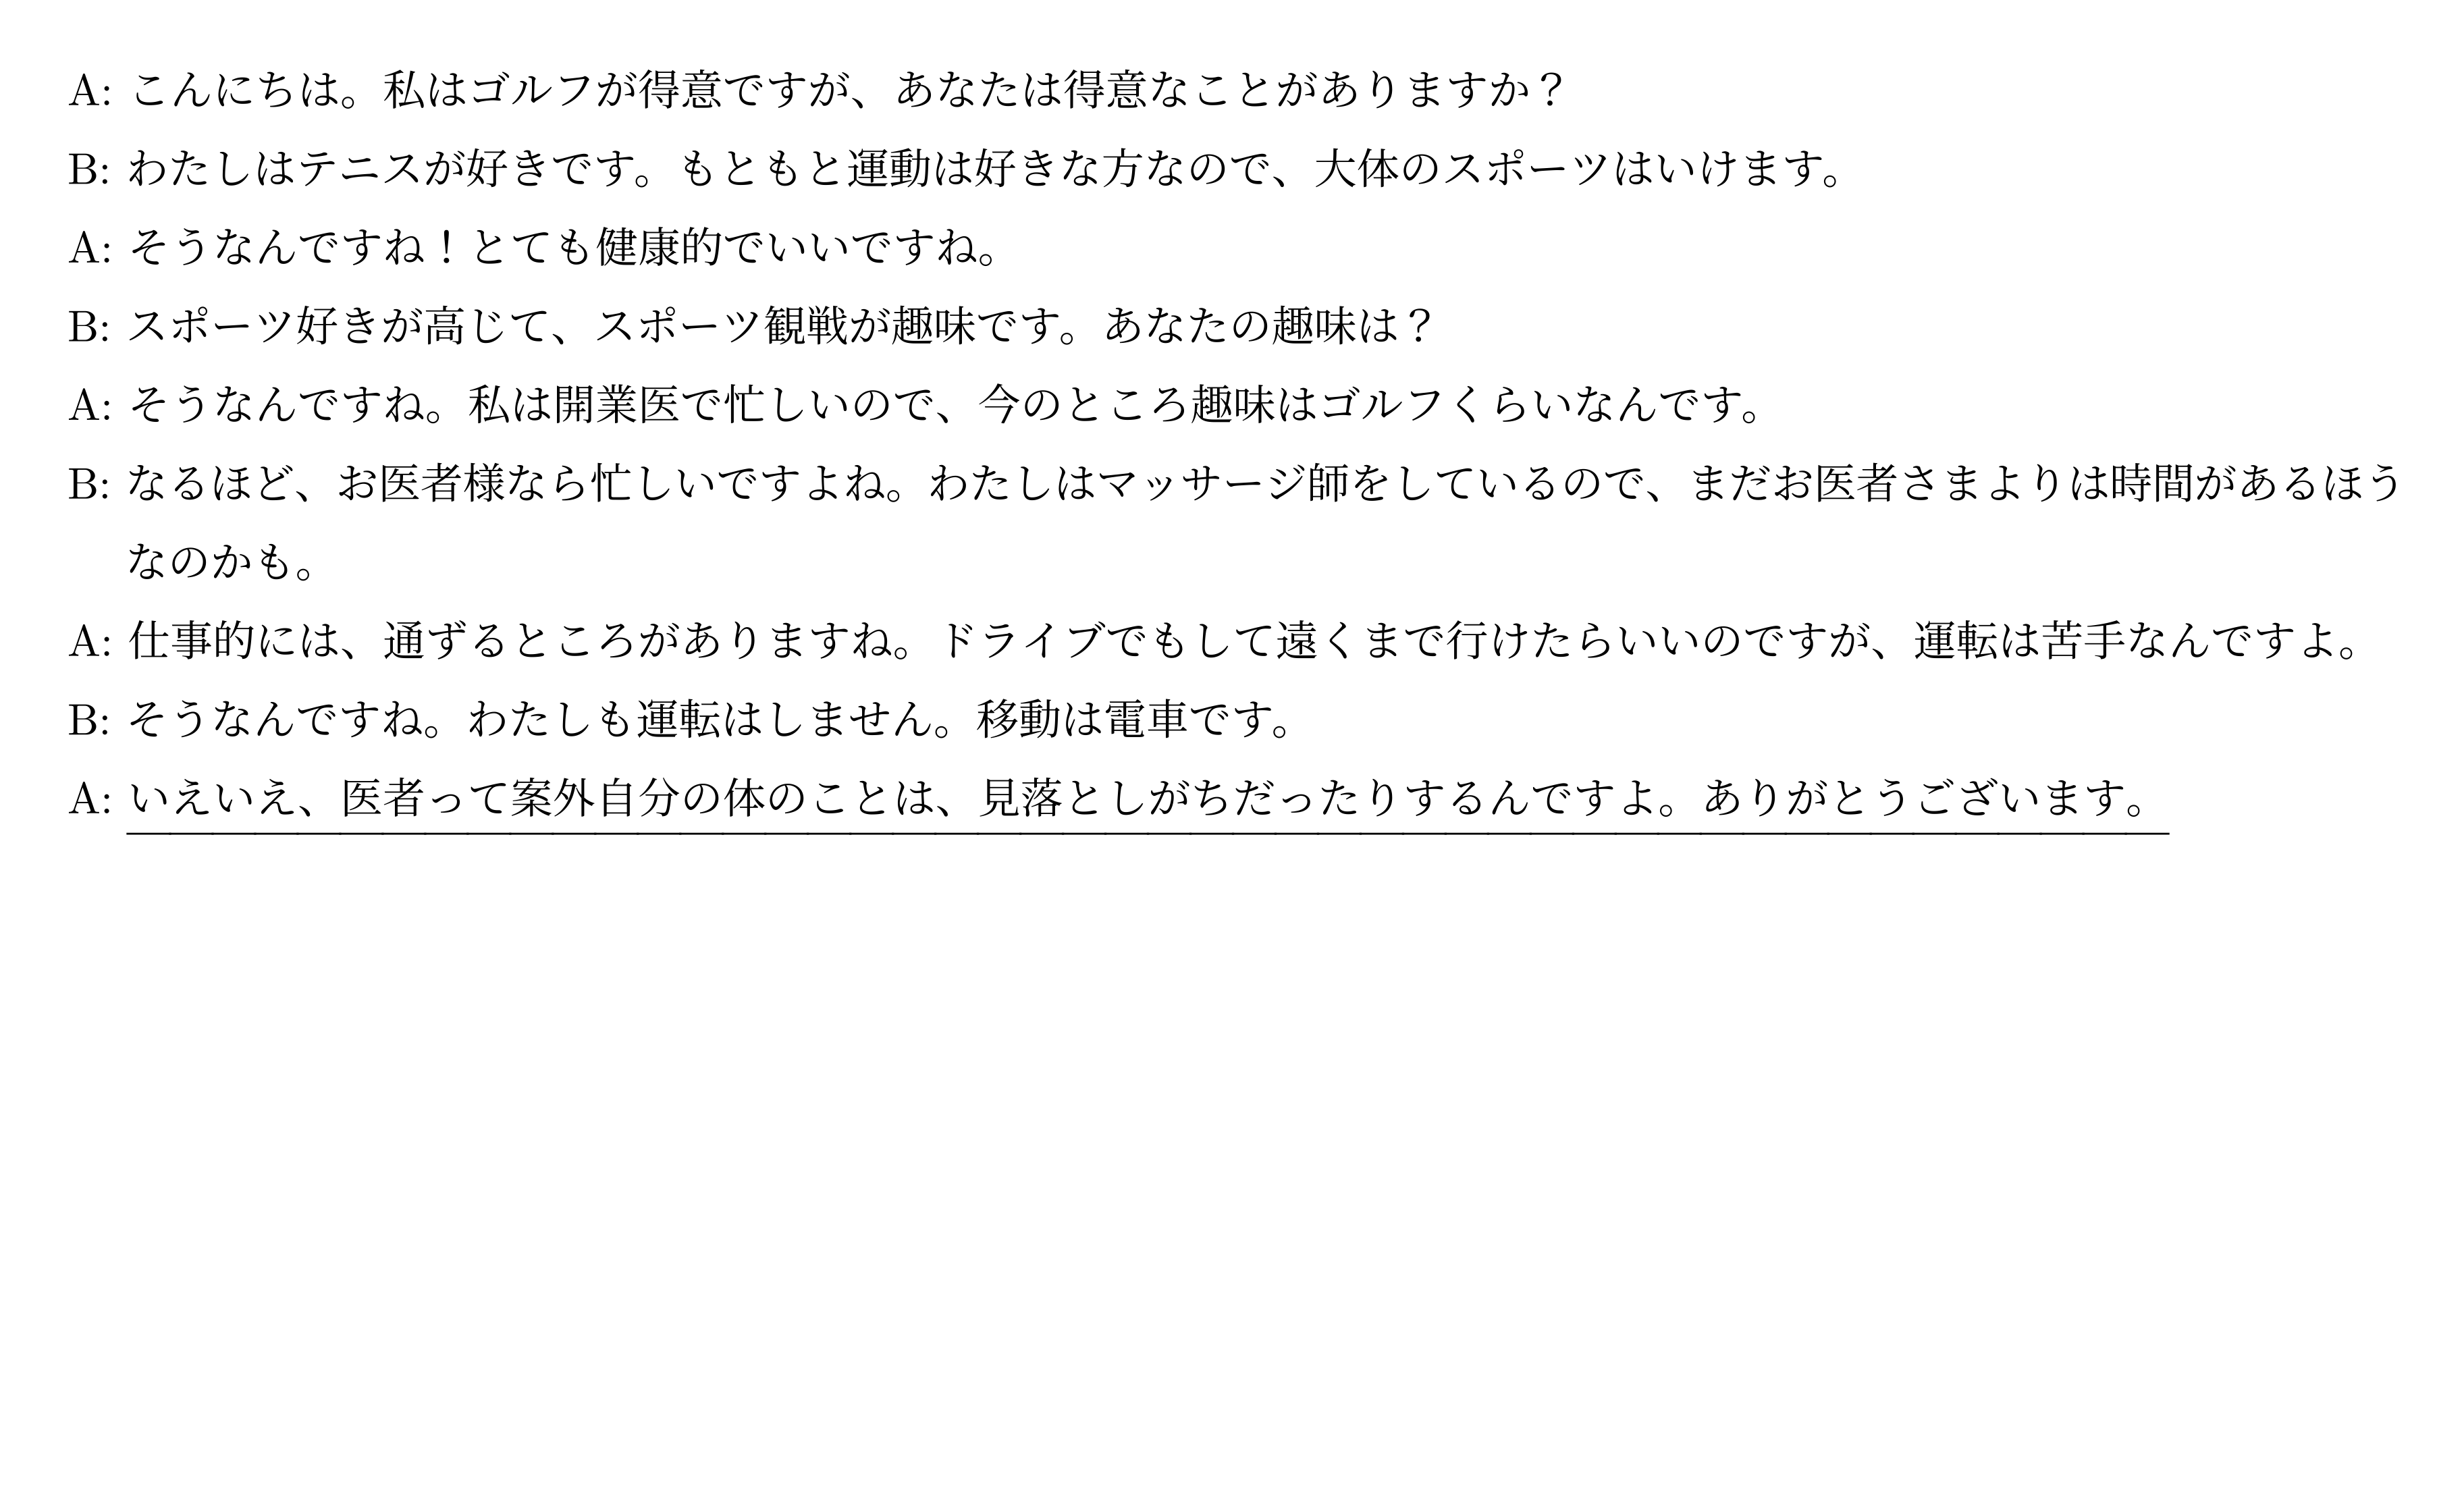 A: こんにちは。私はゴルフが得意ですが、あなたは得意なことがありますか？
B: わたしはテニスが好きです。もともと運動は好きな方なので、大体のスポーツはいけます。
A: そうなんですね！とても健康的でいいですね。
B: スポーツ好きが高じて、スポーツ観戦が趣味です。あなたの趣味は？
A: そうなんですね。私は開業医で忙しいので、今のところ趣味はゴルフくらいなんです。
B: なるほど、お医者様なら忙しいですよね。わたしはマッサージ師をしているので、まだお医者さまよりは時間があるほう
なのかも。
A: 仕事的には、通ずるところがありますね。ドライブでもして遠くまで行けたらいいのですが、運転は苦手なんですよ。
B: そうなんですね。わたしも運転はしません。移動は電車です。
A: いえいえ、医者って案外自分の体のことは、見落としがちだったりするんですよ。ありがとうございます。